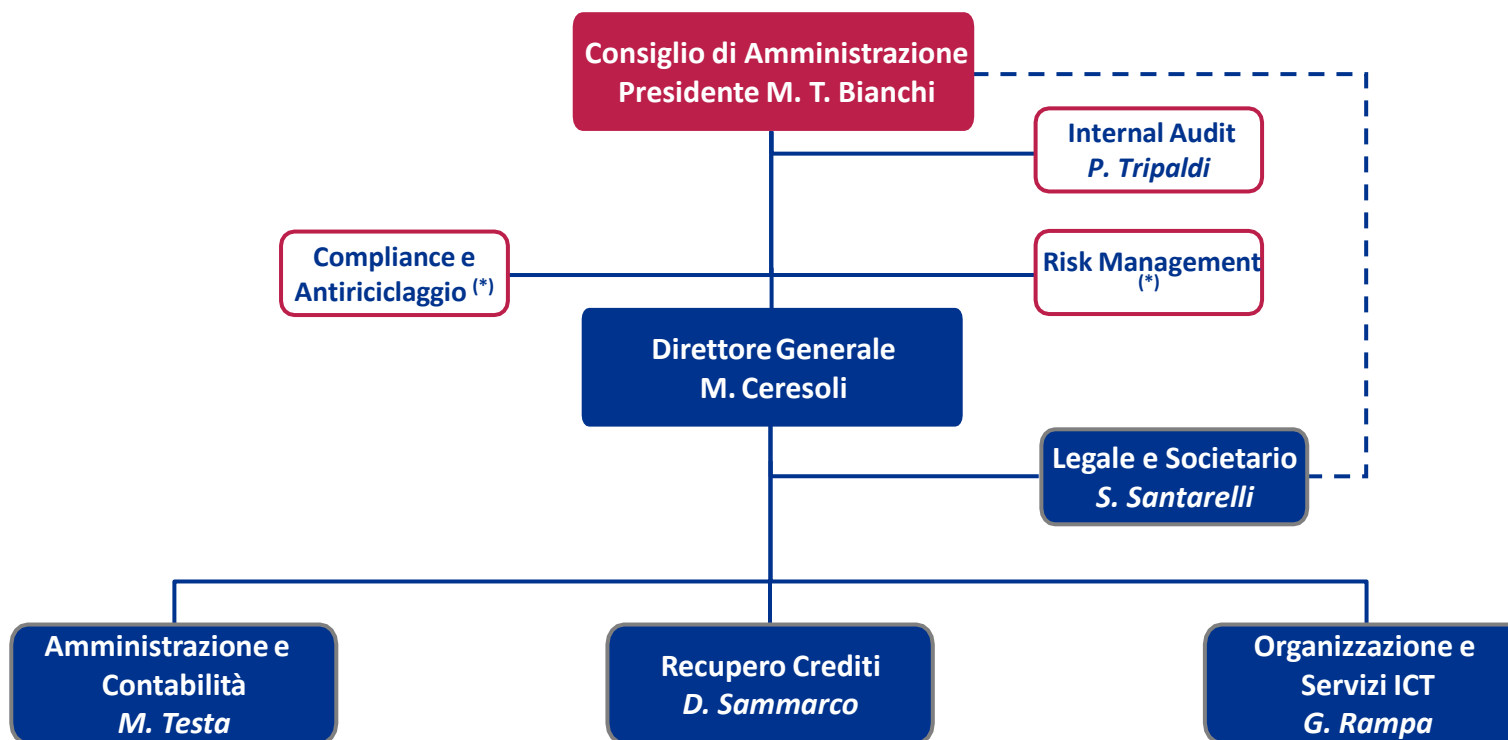 Consiglio di Amministrazione
Presidente M. T. Bianchi
Internal Audit
P. Tripaldi
Compliance e
Antiriciclaggio (*)
Risk Management
(*)
Direttore Generale
M. Ceresoli
Legale e Societario
S. Santarelli
Amministrazione e
Contabilità
M. Testa
Recupero Crediti
D. Sammarco
Organizzazione e
Servizi ICT
G. Rampa